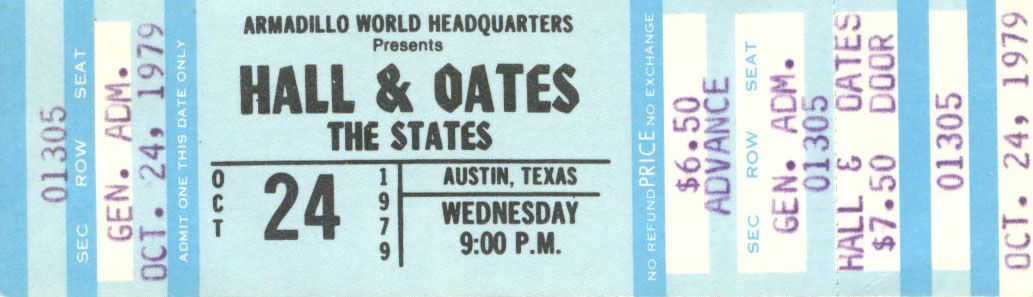 01305
SEC ROW SEAT
GEN. ADM.
OCT. 24, 1979
ADMIT ONE THIS DATE ONLY
ARMADILLO WORLD HEADQUARTERS
Presents
HALL & OATES
THE STATES
OCT 24 1979
AUSTIN, TEXAS
WEDNESDAY
9:00 P.M.
NO REFUND PRICE NO EXCHANGE
$6.50
ADVANCE
SEC ROW SEAT
GEN. ADM.
01305
HALL & OATES
$7.50 DOOR
01305
OCT. 24, 1979